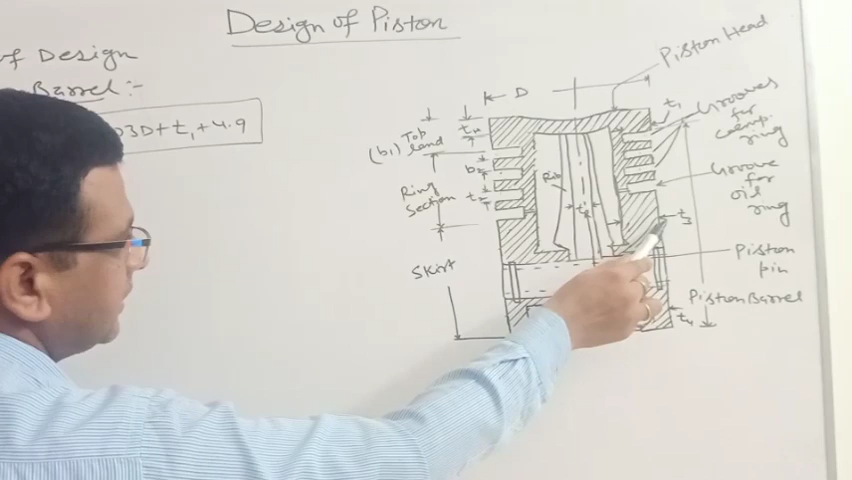 Design of Piston
of Design
Barrel :-
03D + t₁ + 4.9
Piston Head
D
t₁
Grooves
for
comp.
ring
Top
land
(b₁)
tH
b₂
Ring
Section
Rib
Groove
for
oil
ring
t₃
Skirt
Piston
pin
Piston Barrel
t₄